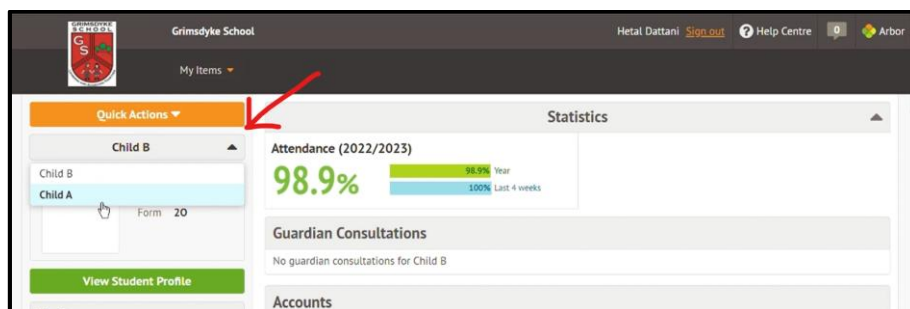 GRIMSDYKE
SCHOOL
G
S
Grimsdyke School
Hetal Dattani Sign out Help Centre 0 Arbor
My Items
Quick Actions
Child B
Child B
Child A
Form 2O
View Student Profile
Statistics
Attendance (2022/2023)
98.9%
98.9% Year
100% Last 4 weeks
Guardian Consultations
No guardian consultations for Child B
Accounts